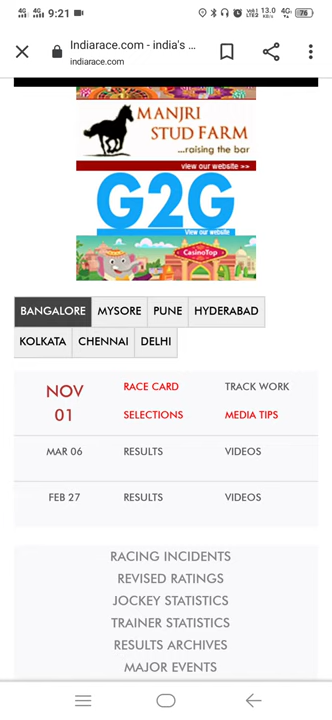 9:21
VoLTE 13.0 KB/s 4G 76
Indiarace.com - india's ...
indiarace.com
MANJRI
STUD FARM
...raising the bar
view our website >>
G2G
View our website
CasinoTop
BANGALORE MYSORE PUNE HYDERABAD
KOLKATA CHENNAI DELHI
NOV 01 RACE CARD TRACK WORK
SELECTIONS MEDIA TIPS
MAR 06 RESULTS VIDEOS
FEB 27 RESULTS VIDEOS
RACING INCIDENTS
REVISED RATINGS
JOCKEY STATISTICS
TRAINER STATISTICS
RESULTS ARCHIVES
MAJOR EVENTS